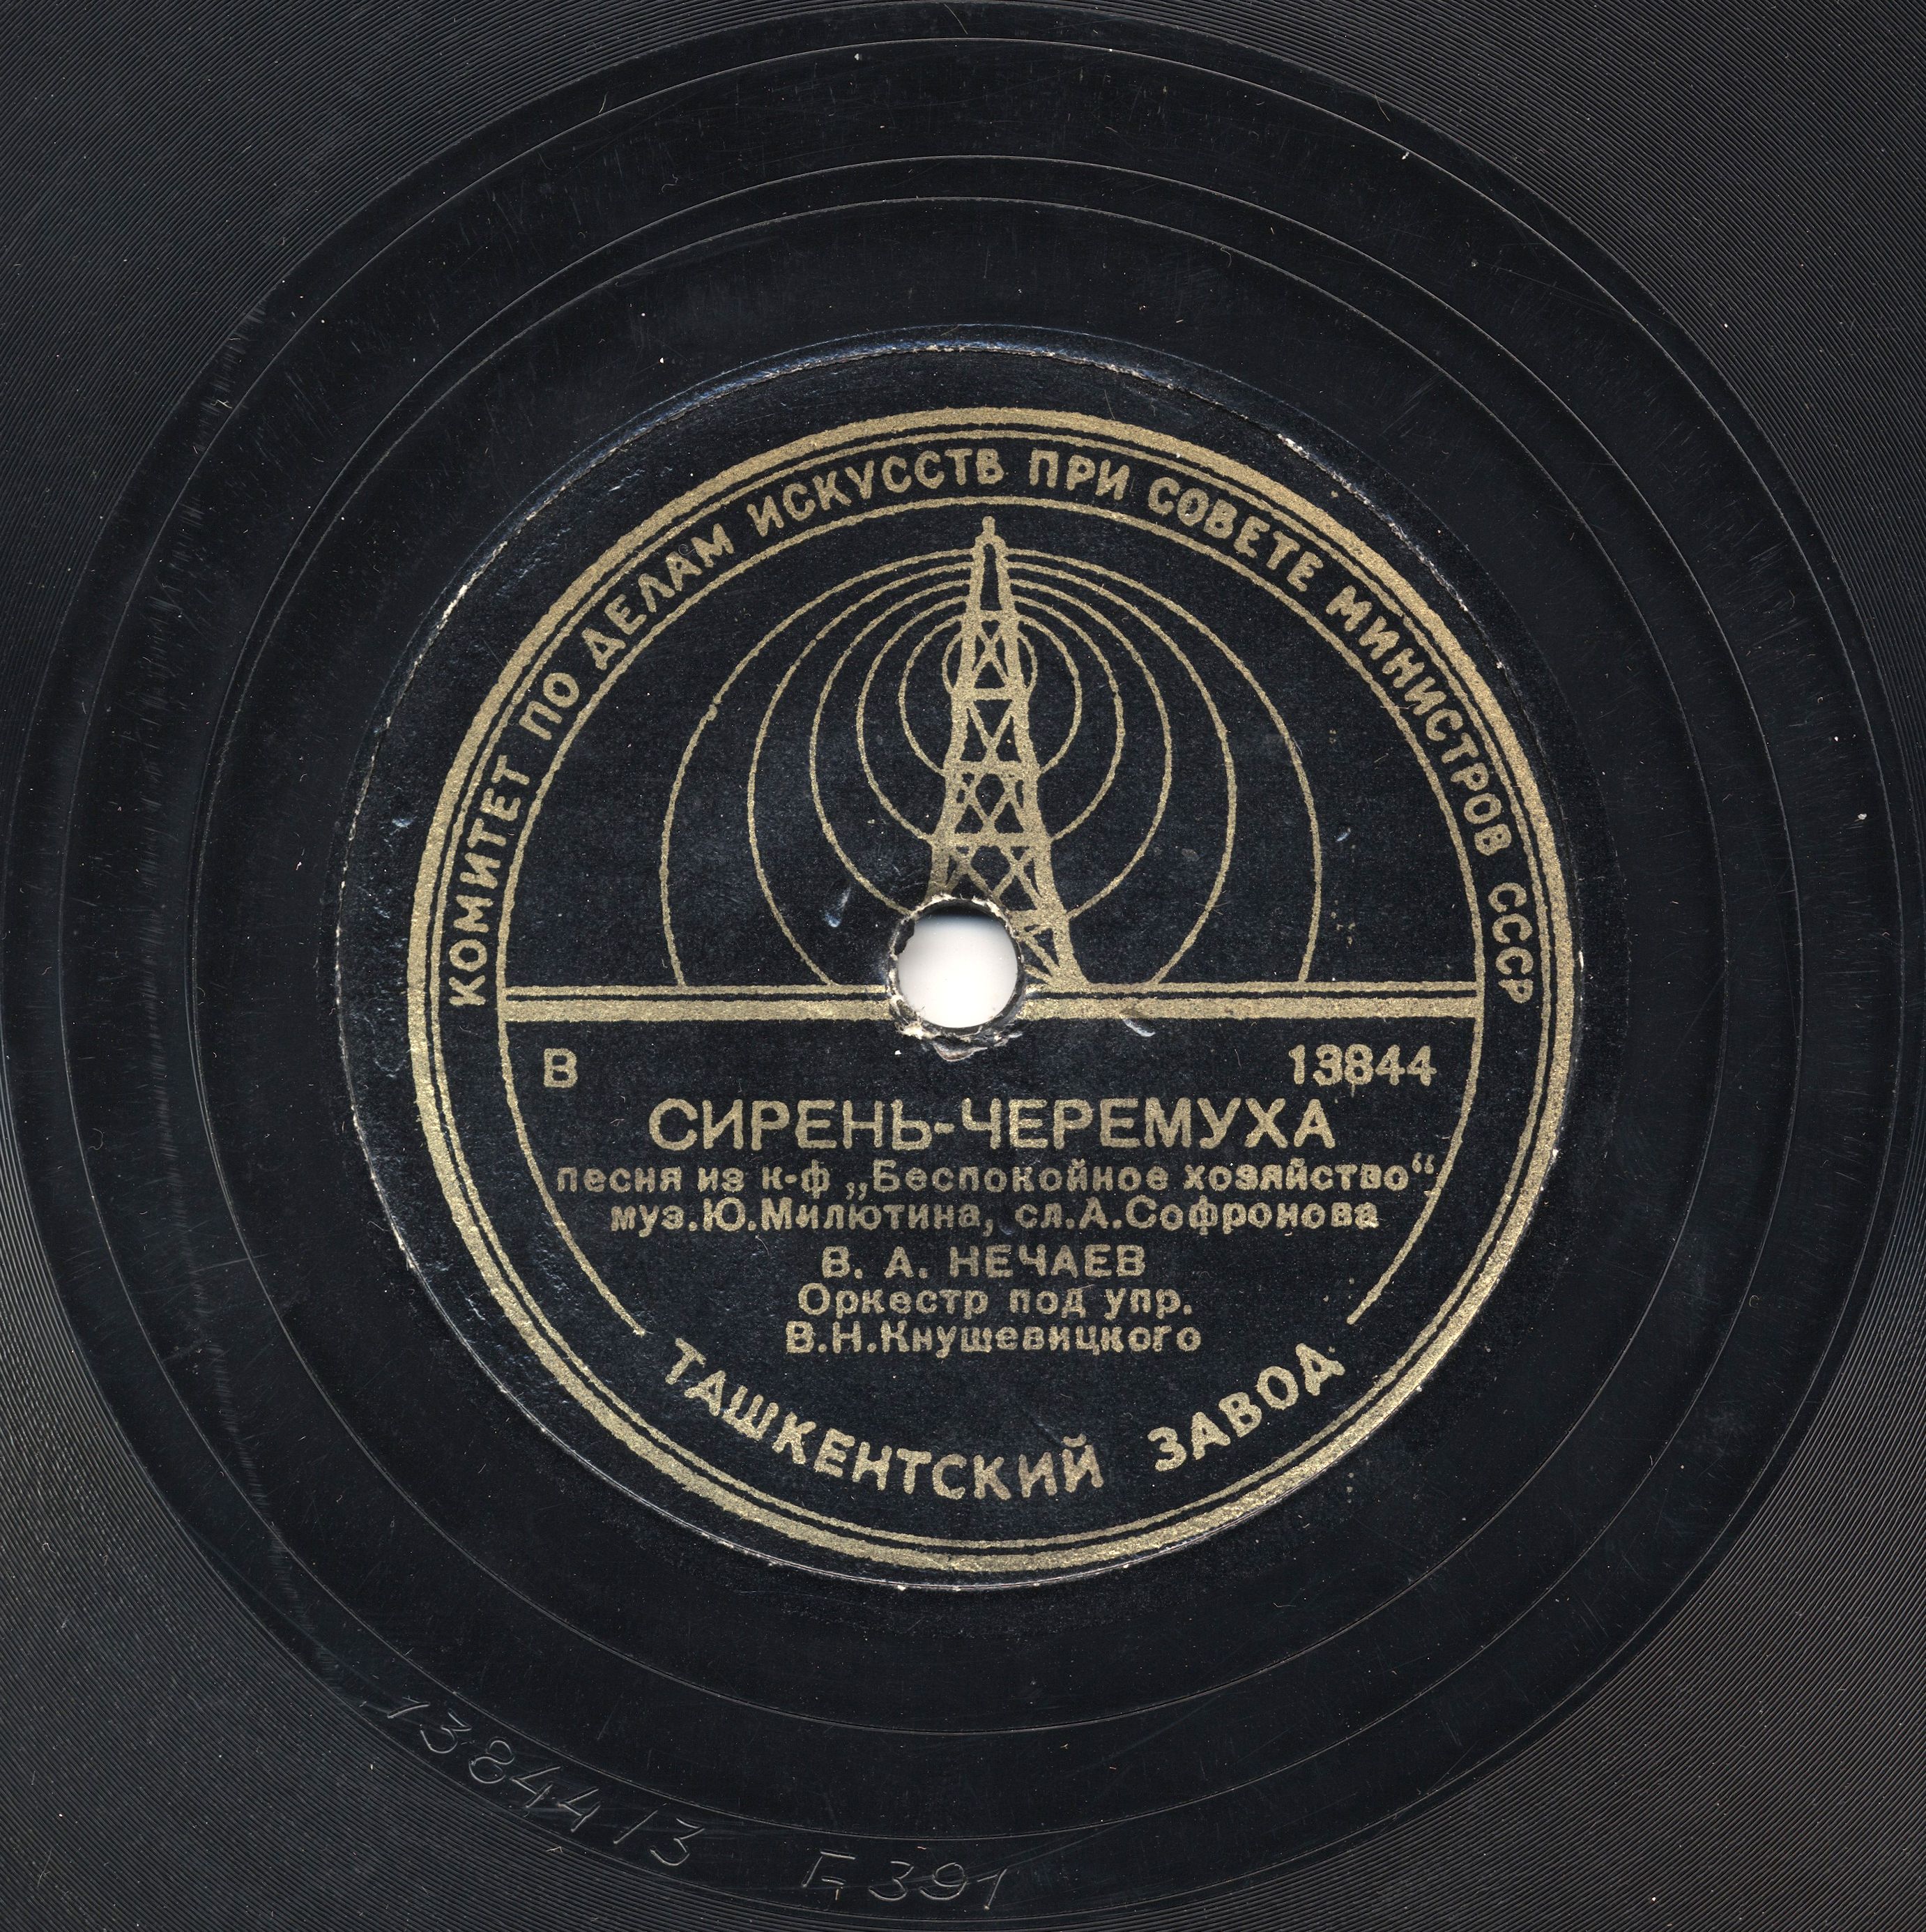 КОМИТЕТ ПО ДЕЛАМ ИСКУССТВ ПРИ СОВЕТЕ МИНИСТРОВ СССР
В 13844
СИРЕНЬ-ЧЕРЕМУХА
песня из к-ф „Беспокойное хозяйство“
муз.Ю.Милютина, сл.А.Софронова
В. А. НЕЧАЕВ
Оркестр под упр.
В.Н.Кнушевицкого
ТАШКЕНТСКИЙ ЗАВОД
13844/3 Г391